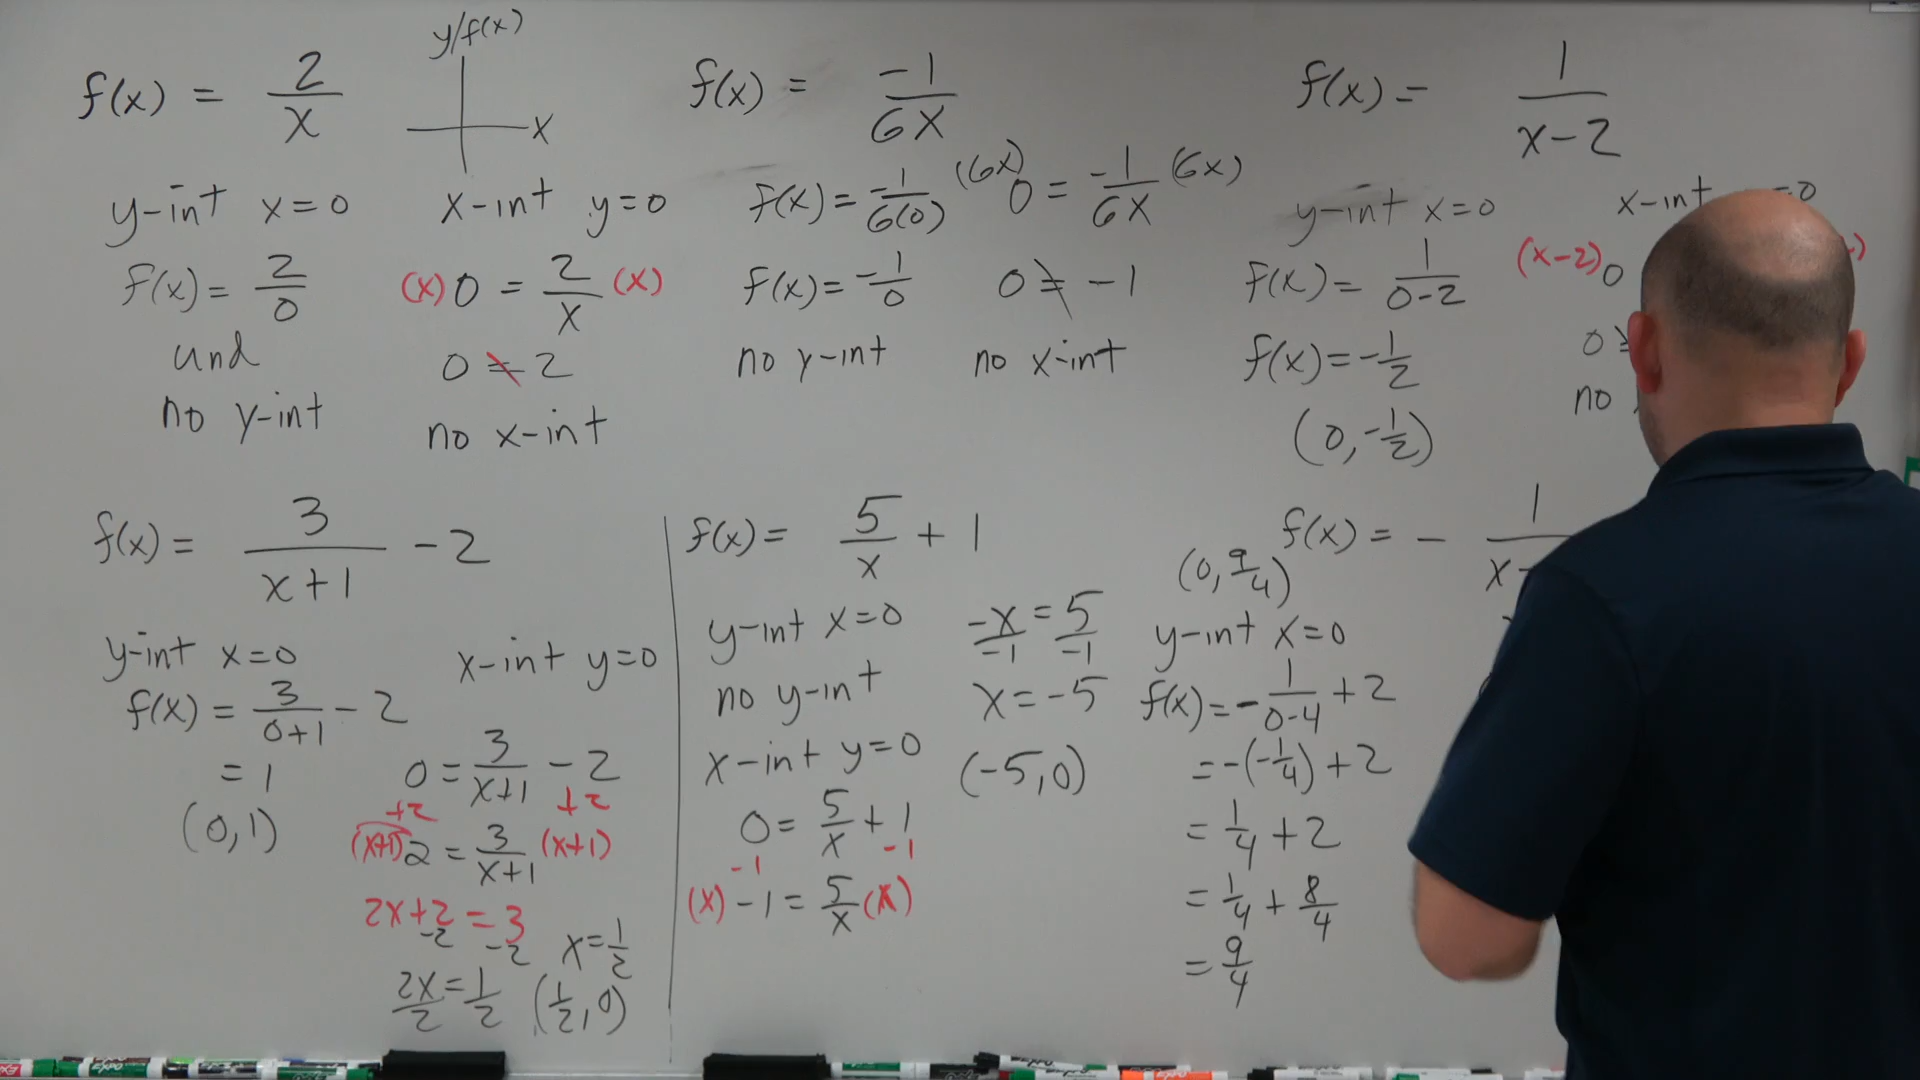 f(x) = 2/x
y/f(x)
x
y-int x=0
x-int y=0
f(x) = 2/0
(x) 0 = 2/x (x)
und
0 ≠ 2
no y-int
no x-int
f(x) = -1/6x
f(x) = -1/6(0)
(6x) 0 = -1/6x (6x)
f(x) = -1/0
0 ≠ -1
no y-int
no x-int
f(x) = 1/x-2
y-int x=0
x-int =0
f(x) = 1/0-2
(x-2) 0
f(x) = -1/2
0 ≠
no
(0, -1/2)
f(x) = 3/x+1 - 2
y-int x=0
x-int y=0
f(x) = 3/0+1 - 2
= 1
(0,1)
0 = 3/x+1 - 2
+2 +2
(x+1) 2 = 3/x+1 (x+1)
2x+2 = 3
-2 -2
2x/2 = 1/2
x = 1/2
(1/2, 0)
f(x) = 5/x + 1
y-int x=0
no y-int
x-int y=0
0 = 5/x + 1
-1 -1
(x) -1 = 5/x (x)
-x/-1 = 5/-1
x = -5
(-5,0)
f(x) = - 1/x-
(0, 9/4)
y-int x=0
f(x) = -1/0-4 + 2
= -(-1/4) + 2
= 1/4 + 2
= 1/4 + 8/4
= 9/4